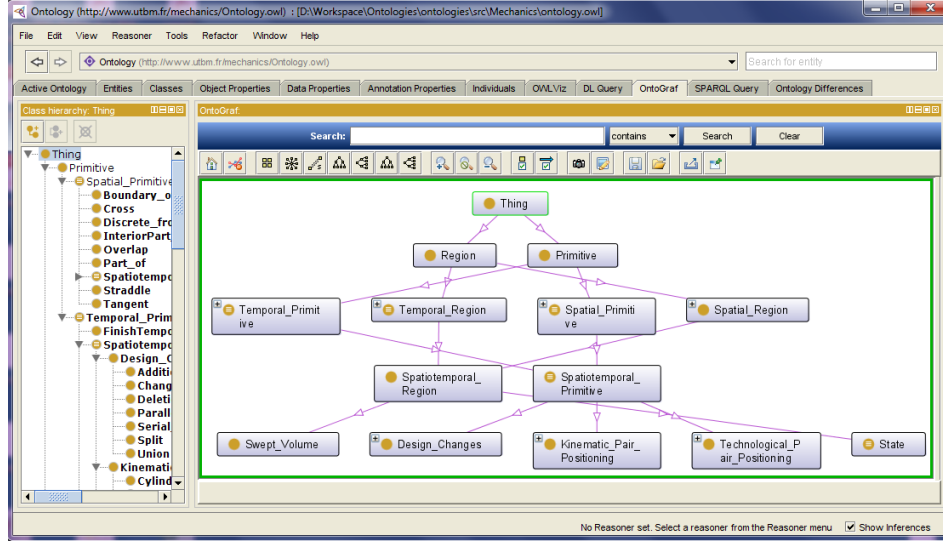 Ontology (http://www.utbm.fr/mechanics/Ontology.owl) : [D:\Workspace\Ontologies\ontologies\src\Mechanics\ontology.owl]
File Edit View Reasoner Tools Refactor Window Help
Ontology (http://www.utbm.fr/mechanics/Ontology.owl) Search for entity
Active Ontology Entities Classes Object Properties Data Properties Annotation Properties Individuals OWLViz DL Query OntoGraf SPARQL Query Ontology Differences
Class hierarchy: Thing
Thing
Primitive
Spatial_Primitive
Boundary_o
Cross
Discrete_fro
InteriorPart
Overlap
Part_of
Spatiotempo
Straddle
Tangent
Temporal_Prim
FinishTempo
Spatiotempo
Design_C
Additi
Chang
Deleti
Parall
Serial
Split
Union
Kinemati
Cylind
OntoGraf:
Search: contains Search Clear
Thing
Region Primitive
Temporal_Primit
ive
Temporal_Region
Spatial_Primiti
ve
Spatial_Region
Spatiotemporal_
Region
Spatiotemporal_
Primitive
Swept_Volume
Design_Changes
Kinematic_Pair_
Positioning
Technological_P
air_Positioning
State
No Reasoner set. Select a reasoner from the Reasoner menu Show Inferences